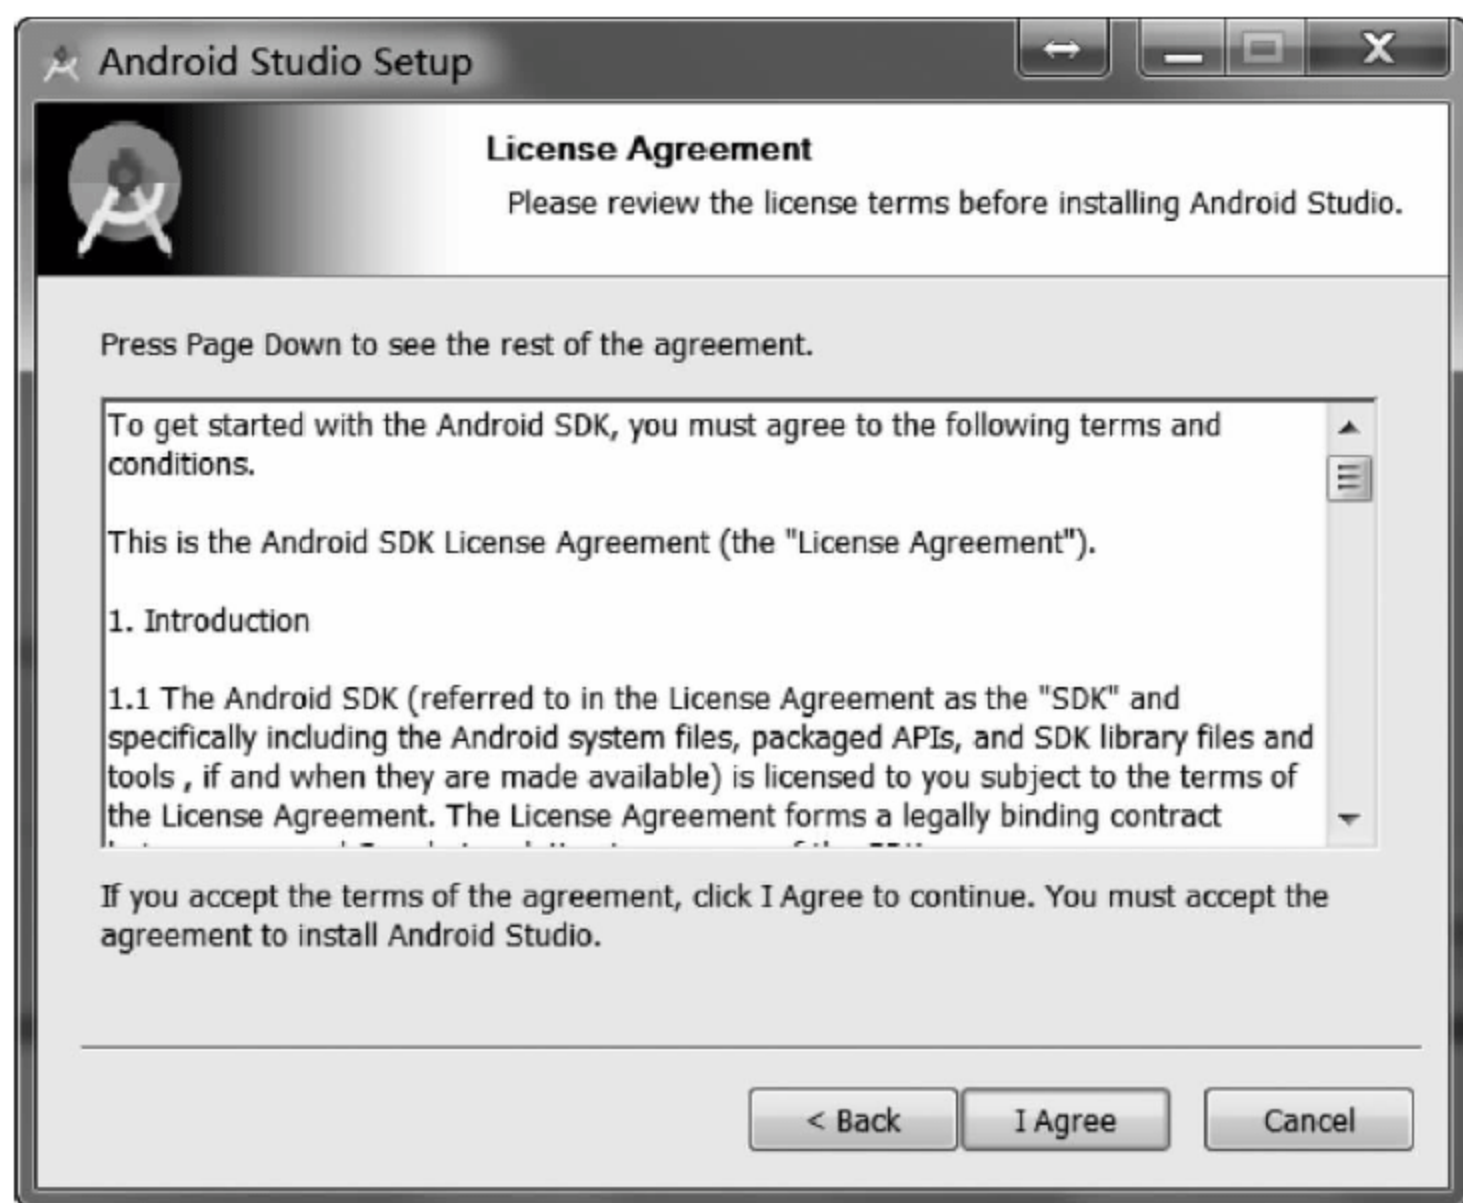 Android Studio Setup
License Agreement
Please review the license terms before installing Android Studio.
Press Page Down to see the rest of the agreement.
To get started with the Android SDK, you must agree to the following terms and
conditions.
This is the Android SDK License Agreement (the "License Agreement").
1. Introduction
1.1 The Android SDK (referred to in the License Agreement as the "SDK" and
specifically including the Android system files, packaged APIs, and SDK library files and
tools , if and when they are made available) is licensed to you subject to the terms of
the License Agreement. The License Agreement forms a legally binding contract
If you accept the terms of the agreement, click I Agree to continue. You must accept the
agreement to install Android Studio.
< Back
I Agree
Cancel